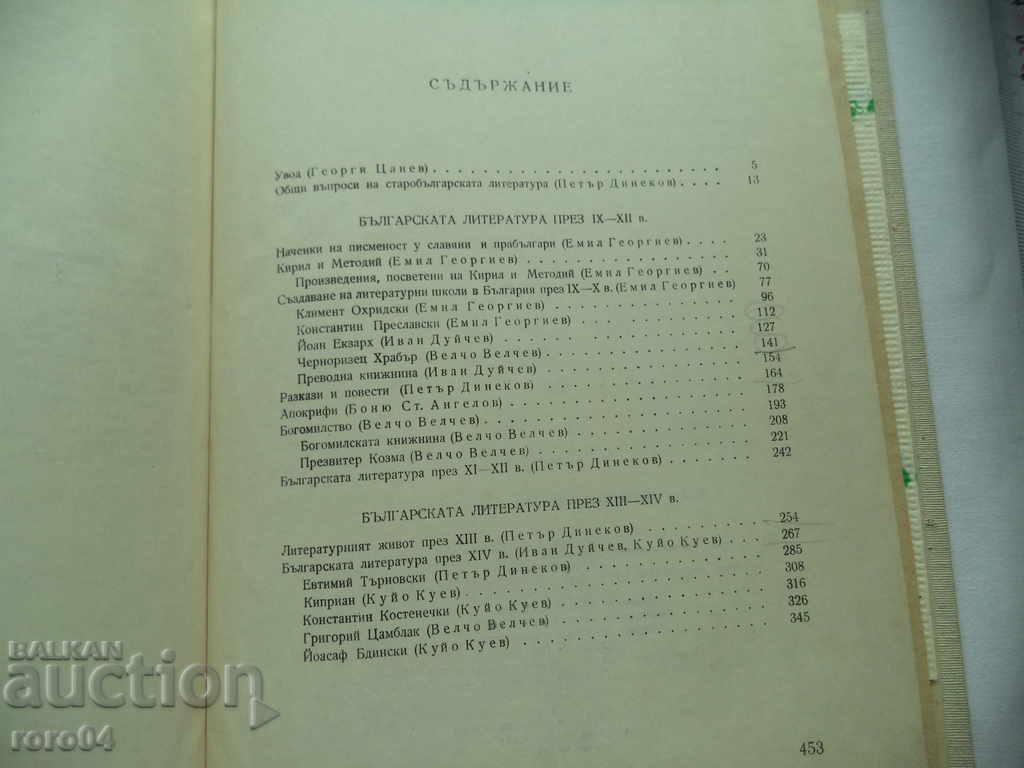 СЪДЪРЖАНИЕ
Увод (Георги Цанев) . . . . . . . . . . . . . . . . . . . . . . . . 5
Общи въпроси на старобългарската литература (Петър Динеков) . . . . 13
БЪЛГАРСКАТА ЛИТЕРАТУРА ПРЕЗ IX—XII в.
Наченки на писменост у славяни и прабългари (Емил Георгиев) . . . . 23
Кирил и Методий (Емил Георгиев) . . . . . . . . . . . . . . . . . . 31
Произведения, посветени на Кирил и Методий (Емил Георгиев) . . 70
Създаване на литературни школи в България през IX—X в. (Емил Георгиев) 77
Климент Охридски (Емил Георгиев) . . . . . . . . . . . . . . . 96
Константин Преславски (Емил Георгиев) . . . . . . . . . . . . 112
Йоан Екзарх (Иван Дуйчев) . . . . . . . . . . . . . . . . . . 127
Черноризец Храбър (Велчо Велчев) . . . . . . . . . . . . . . . 141
Преводна книжнина (Иван Дуйчев) . . . . . . . . . . . . . . . 154
Разкази и повести (Петър Динеков) . . . . . . . . . . . . . . . . 164
Апокрифи (Боню Ст. Ангелов) . . . . . . . . . . . . . . . . . . . 178
Богомилство (Велчо Велчев) . . . . . . . . . . . . . . . . . . . . 193
Богомилската книжнина (Велчо Велчев) . . . . . . . . . . . . . 208
Презвитер Козма (Велчо Велчев) . . . . . . . . . . . . . . . . 221
Българската литература през XI—XII в. (Петър Динеков) . . . . . . . 242
БЪЛГАРСКАТА ЛИТЕРАТУРА ПРЕЗ XIII—XIV в.
Литературният живот през XIII в. (Петър Динеков) . . . . . . . . . 254
Българската литература през XIV в. (Иван Дуйчев, Куйо Куев) . . . 267
Евтимий Търновски (Петър Динеков) . . . . . . . . . . . . . . 285
Киприан (Куйо Куев) . . . . . . . . . . . . . . . . . . . . . 308
Константин Костенечки (Куйо Куев) . . . . . . . . . . . . . . 316
Григорий Цамблак (Велчо Велчев) . . . . . . . . . . . . . . . 326
Йоасаф Бдински (Куйо Куев) . . . . . . . . . . . . . . . . . . 345
453
BALKAN
auction
roro04